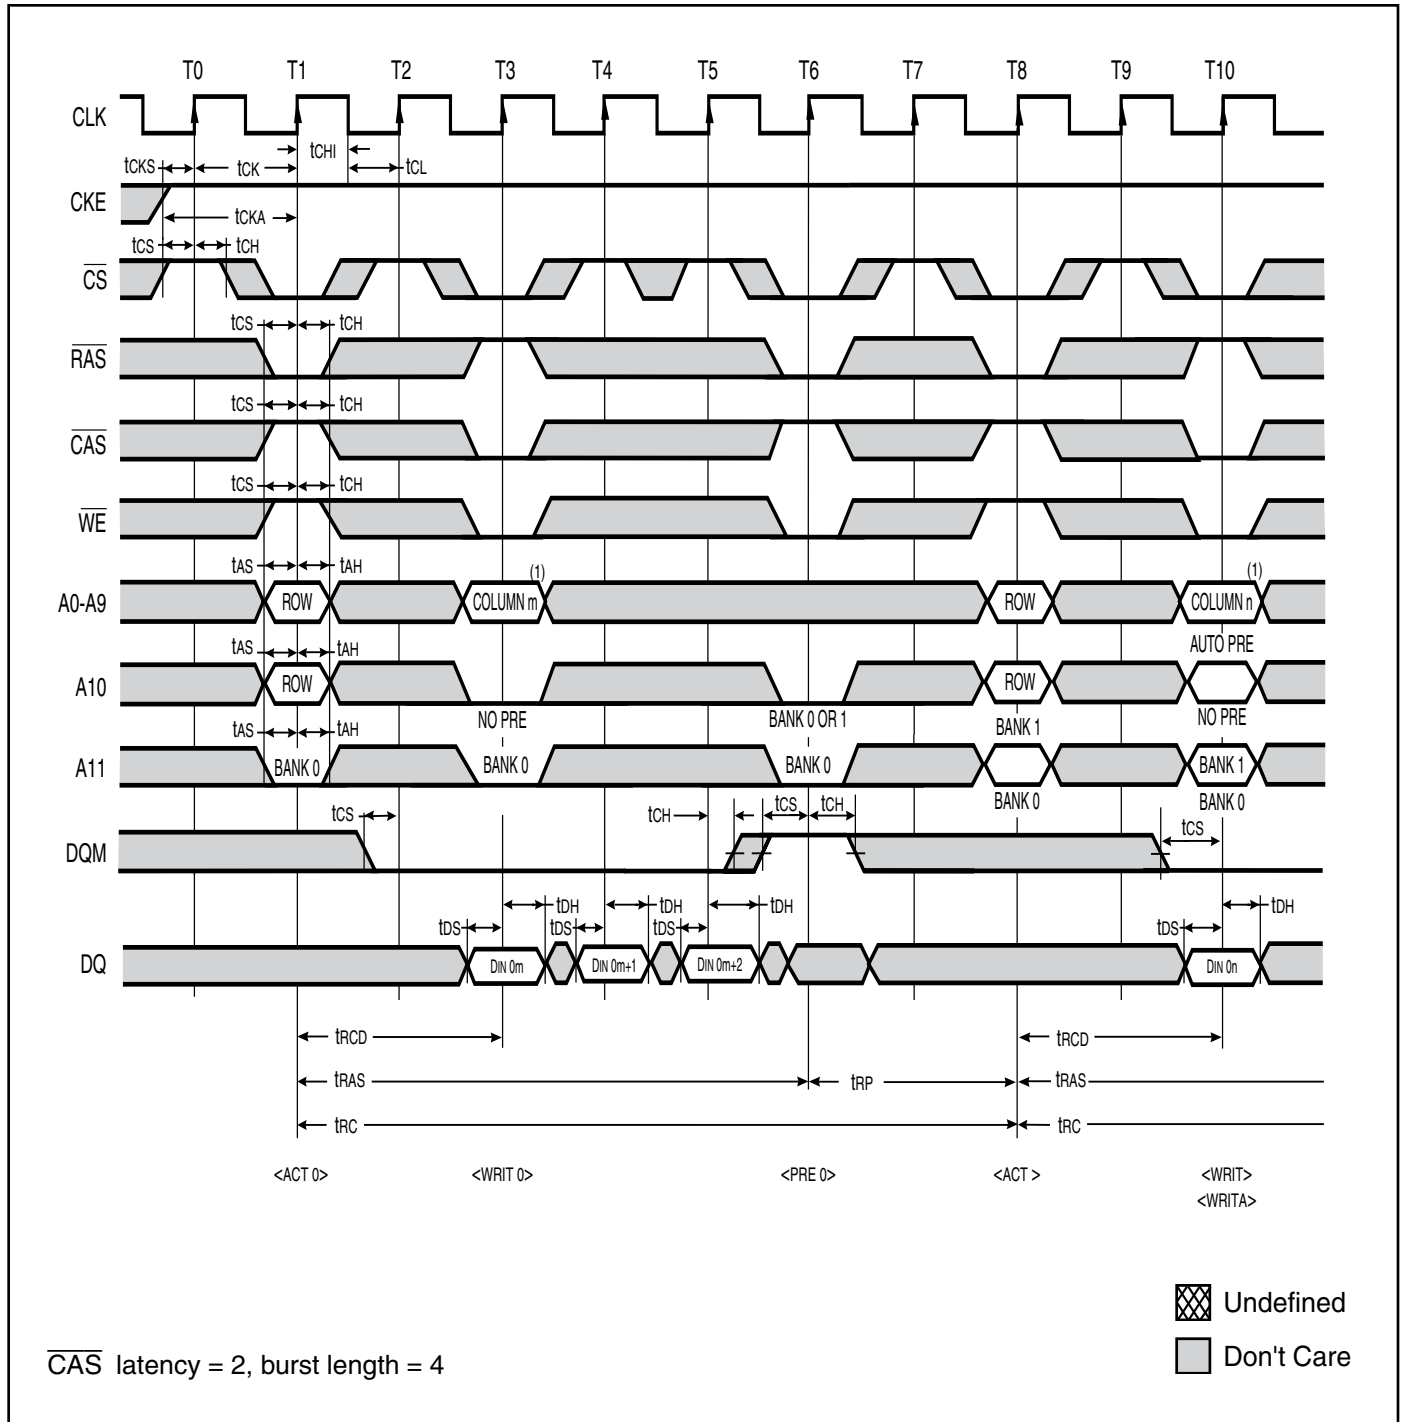 T0 T1 T2 T3 T4 T5 T6 T7 T8 T9 T10
CLK
tCHI
tCKS tCK tCL
CKE
tCKA
tCS tCH
CS
tCS tCH
RAS
tCS tCH
CAS
tCS tCH
WE
tAS tAH (1) (1)
A0-A9 ROW COLUMN m ROW COLUMN n
AUTO PRE
tAS tAH
A10 ROW ROW
NO PRE BANK 0 OR 1 BANK 1 NO PRE
tAS tAH
A11 BANK 0 BANK 0 BANK 0 BANK 1
BANK 0 BANK 0
tCS tCH tCS tCH tCS
DQM
tDH tDH tDH tDH
tDS tDS tDS tDS
DQ DIN 0m DIN 0m+1 DIN 0m+2 DIN 0n
tRCD tRCD
tRAS tRP tRAS
tRC tRC
<ACT 0> <WRIT 0> <PRE 0> <ACT > <WRIT>
<WRITA>
Undefined
Don't Care
CAS latency = 2, burst length = 4